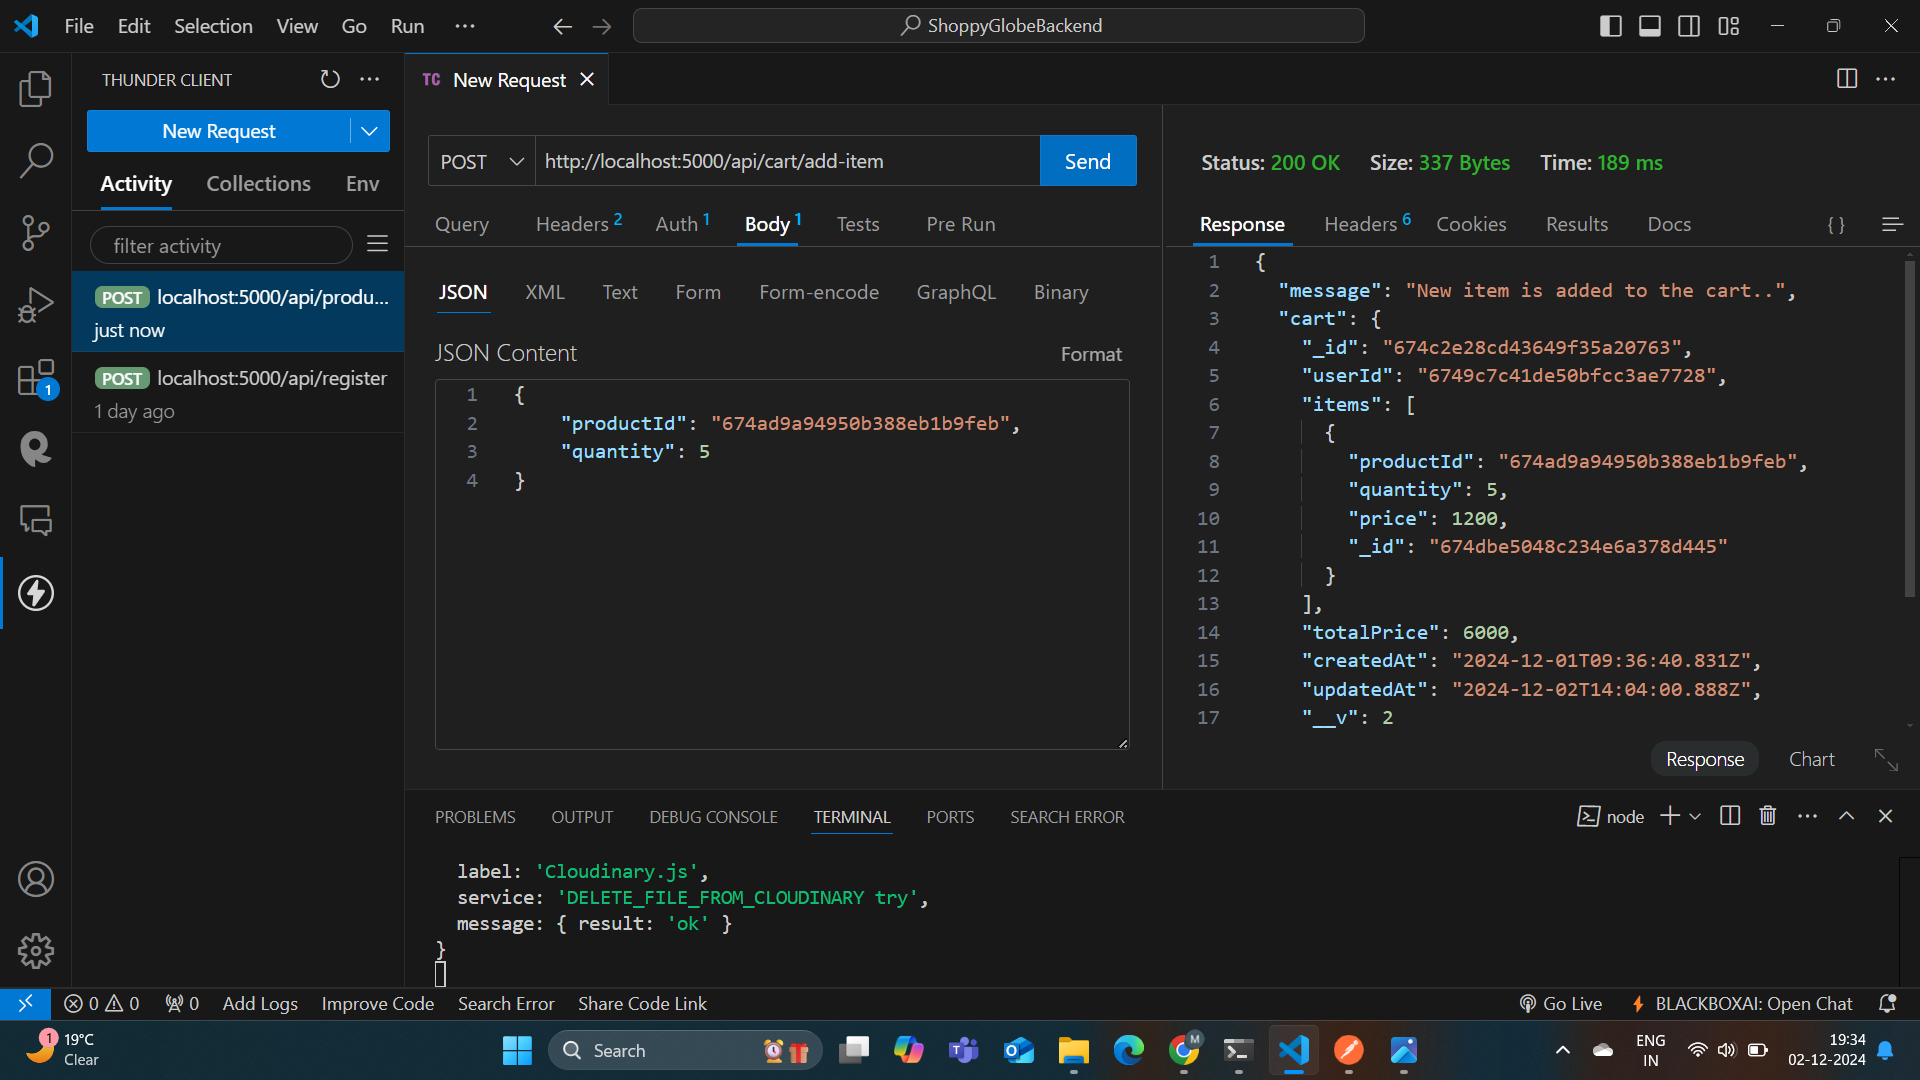 File Edit Selection View Go Run ··· ShoppyGlobeBackend
THUNDER CLIENT
New Request
Activity Collections Env
filter activity
POST localhost:5000/api/produ...
just now
POST localhost:5000/api/register
1 day ago
TC New Request
POST http://localhost:5000/api/cart/add-item Send
Query Headers 2 Auth 1 Body 1 Tests Pre Run
JSON XML Text Form Form-encode GraphQL Binary
JSON Content Format
1 {
2 "productId": "674ad9a94950b388eb1b9feb",
3 "quantity": 5
4 }
Status: 200 OK Size: 337 Bytes Time: 189 ms
Response Headers 6 Cookies Results Docs { }
1 {
2 "message": "New item is added to the cart..",
3 "cart": {
4 "_id": "674c2e28cd43649f35a20763",
5 "userId": "6749c7c41de50bfcc3ae7728",
6 "items": [
7 {
8 "productId": "674ad9a94950b388eb1b9feb",
9 "quantity": 5,
10 "price": 1200,
11 "_id": "674dbe5048c234e6a378d445"
12 }
13 ],
14 "totalPrice": 6000,
15 "createdAt": "2024-12-01T09:36:40.831Z",
16 "updatedAt": "2024-12-02T14:04:00.888Z",
17 "__v": 2
Response Chart
1
PROBLEMS OUTPUT DEBUG CONSOLE TERMINAL PORTS SEARCH ERROR node
label: 'Cloudinary.js',
service: 'DELETE_FILE_FROM_CLOUDINARY try',
message: { result: 'ok' }
}
0 0 0 Add Logs Improve Code Search Error Share Code Link Go Live BLACKBOXAI: Open Chat
1 19°C
Clear
Search
M
ENG
IN
19:34
02-12-2024